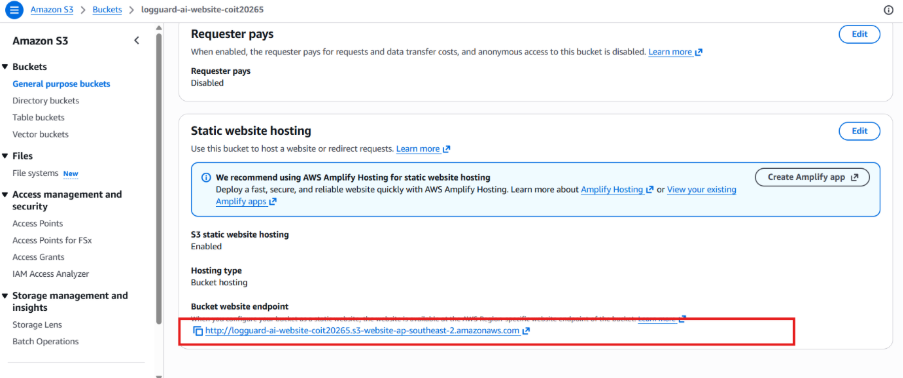 Amazon S3 > Buckets > logguard-ai-website-coit20265
Amazon S3
Buckets
General purpose buckets
Directory buckets
Table buckets
Vector buckets
Files
File systems New
Access management and
security
Access Points
Access Points for FSx
Access Grants
IAM Access Analyzer
Storage management and
insights
Storage Lens
Batch Operations
Requester pays
Edit
When enabled, the requester pays for requests and data transfer costs, and anonymous access to this bucket is disabled. Learn more
Requester pays
Disabled
Static website hosting
Edit
Use this bucket to host a website or redirect requests. Learn more
We recommend using AWS Amplify Hosting for static website hosting
Create Amplify app
Deploy a fast, secure, and reliable website quickly with AWS Amplify Hosting. Learn more about Amplify Hosting or View your existing
Amplify apps
S3 static website hosting
Enabled
Hosting type
Bucket hosting
Bucket website endpoint
When you configure your bucket as a static website, the website is available at the AWS Region-specific website endpoint of the bucket. Learn more
http://logguard-ai-website-coit20265.s3-website-ap-southeast-2.amazonaws.com